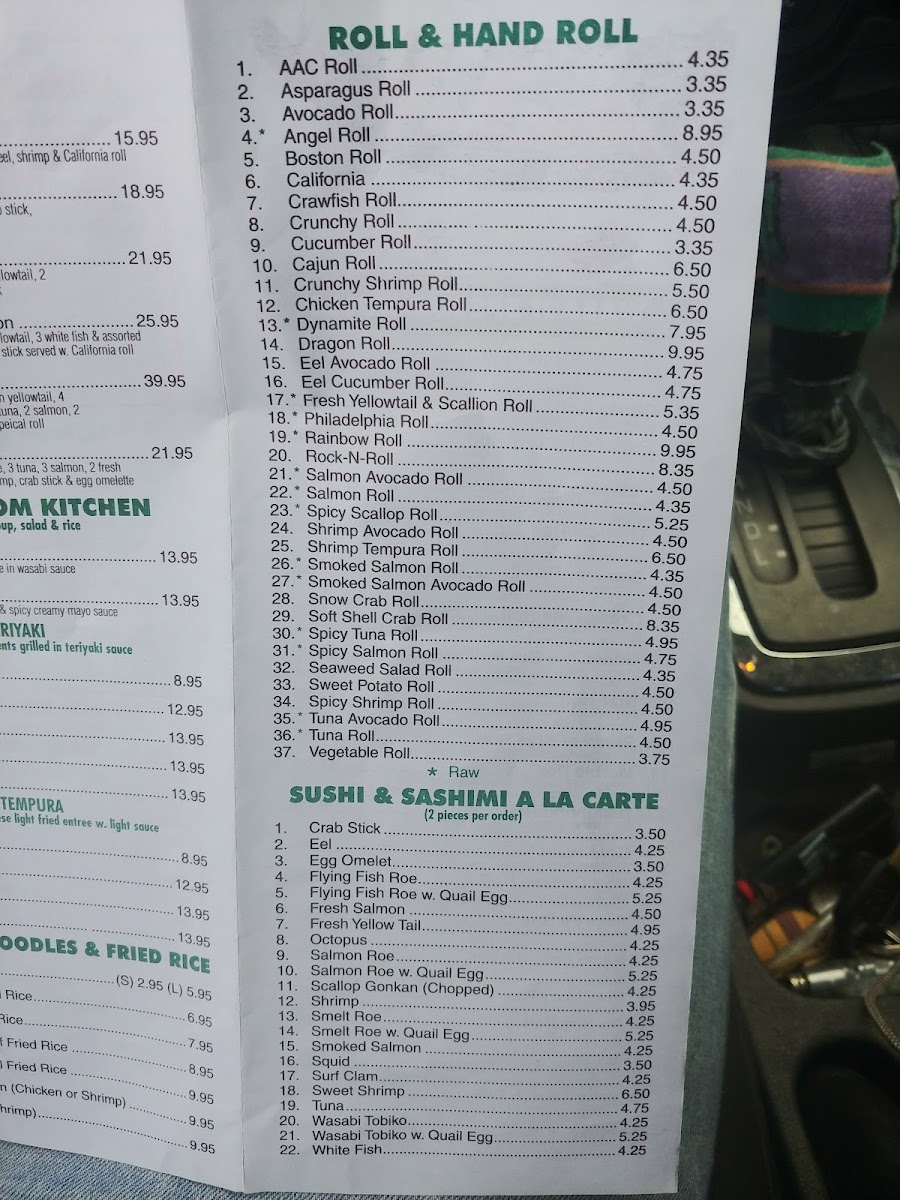 15.95
eel, shrimp & California roll
18.95
stick,
21.95
lowtail, 2
on ..................... 25.95
lowtail, 3 white fish & assorted
stick served w. California roll
39.95
n yellowtail, 4
una, 2 salmon, 2
peical roll
21.95
, 3 tuna, 3 salmon, 2 fresh
mp, crab stick & egg omelette
OM KITCHEN
oup, salad & rice
13.95
e in wasabi sauce
13.95
& spicy creamy mayo sauce
RIYAKI
ents grilled in teriyaki sauce
8.95
12.95
13.95
13.95
13.95
TEMPURA
ese light fried entree w. light sauce
8.95
12.95
13.95
13.95
OODLES & FRIED RICE
(S) 2.95 (L) 5.95
Rice ..................... 6.95
Rice ..................... 7.95
Fried Rice ..................... 8.95
Fried Rice ..................... 9.95
n (Chicken or Shrimp) ..................... 9.95
hrimp) ..................... 9.95
ROLL & HAND ROLL
1. AAC Roll ..................... 4.35
2. Asparagus Roll ..................... 3.35
3. Avocado Roll ..................... 3.35
4.* Angel Roll ..................... 8.95
5. Boston Roll ..................... 4.50
6. California ..................... 4.35
7. Crawfish Roll ..................... 4.50
8. Crunchy Roll ..................... 4.50
9. Cucumber Roll ..................... 3.35
10. Cajun Roll ..................... 6.50
11. Crunchy Shrimp Roll ..................... 5.50
12. Chicken Tempura Roll ..................... 6.50
13.* Dynamite Roll ..................... 7.95
14. Dragon Roll ..................... 9.95
15. Eel Avocado Roll ..................... 4.75
16. Eel Cucumber Roll ..................... 4.75
17.* Fresh Yellowtail & Scallion Roll ..................... 5.35
18.* Philadelphia Roll ..................... 4.50
19.* Rainbow Roll ..................... 9.95
20. Rock-N-Roll ..................... 8.35
21.* Salmon Avocado Roll ..................... 4.50
22.* Salmon Roll ..................... 4.35
23.* Spicy Scallop Roll ..................... 5.25
24. Shrimp Avocado Roll ..................... 4.50
25. Shrimp Tempura Roll ..................... 6.50
26.* Smoked Salmon Roll ..................... 4.35
27.* Smoked Salmon Avocado Roll ..................... 4.50
28. Snow Crab Roll ..................... 4.50
29. Soft Shell Crab Roll ..................... 8.35
30.* Spicy Tuna Roll ..................... 4.95
31.* Spicy Salmon Roll ..................... 4.75
32. Seaweed Salad Roll ..................... 4.35
33. Sweet Potato Roll ..................... 4.50
34. Spicy Shrimp Roll ..................... 4.50
35.* Tuna Avocado Roll ..................... 4.95
36.* Tuna Roll ..................... 4.50
37. Vegetable Roll ..................... 3.75
* Raw
SUSHI & SASHIMI A LA CARTE
(2 pieces per order)
1. Crab Stick ..................... 3.50
2. Eel ..................... 4.25
3. Egg Omelet ..................... 3.50
4. Flying Fish Roe ..................... 4.25
5. Flying Fish Roe w. Quail Egg ..................... 5.25
6. Fresh Salmon ..................... 4.50
7. Fresh Yellow Tail ..................... 4.95
8. Octopus ..................... 4.25
9. Salmon Roe ..................... 4.25
10. Salmon Roe w. Quail Egg ..................... 5.25
11. Scallop Gonkan (Chopped) ..................... 4.25
12. Shrimp ..................... 3.95
13. Smelt Roe ..................... 4.25
14. Smelt Roe w. Quail Egg ..................... 5.25
15. Smoked Salmon ..................... 4.25
16. Squid ..................... 3.50
17. Surf Clam ..................... 4.25
18. Sweet Shrimp ..................... 6.50
19. Tuna ..................... 4.75
20. Wasabi Tobiko ..................... 4.25
21. Wasabi Tobiko w. Quail Egg ..................... 5.25
22. White Fish ..................... 4.25
N
D
L